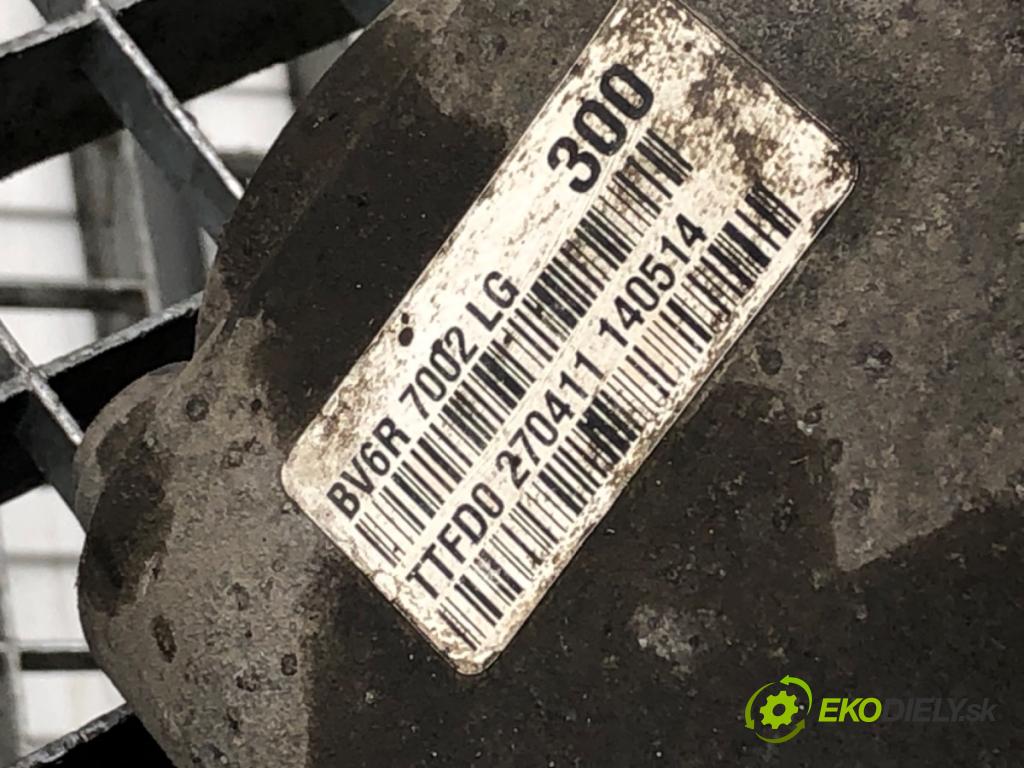 300
BV6R 7002 LG
TTFD0 270411 140514
EKODIELY.sk